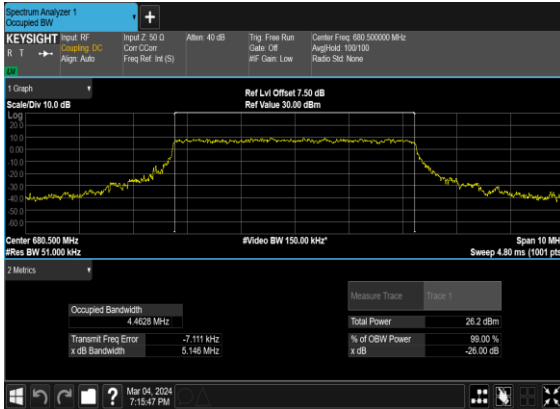 Spectrum Analyzer 1
Occupied BW
+
KEYSIGHT Input: RF Input Z: 50 Ω Atten: 40 dB Trig: Free Run Center Freq: 680.500000 MHz
R T Coupling: DC Corr CCorr Gate: Off Avg|Hold: 100/100
Align: Auto Freq Ref: Int (S) #IF Gain: Low Radio Std: None
1 Graph
Ref Lvl Offset 7.50 dB
Scale/Div 10.0 dB Ref Value 30.00 dBm
Log
20.0
10.0
0.00
-10.0
-20.0
-30.0
-40.0
-50.0
-60.0
Center 680.500 MHz #Video BW 150.00 kHz* Span 10 MH
#Res BW 51.000 kHz Sweep 4.80 ms (1001 pts
2 Metrics
Measure Trace Trace 1
Occupied Bandwidth
4.4628 MHz Total Power 26.2 dBm
Transmit Freq Error -7.111 kHz % of OBW Power 99.00 %
x dB Bandwidth 5.146 MHz x dB -26.00 dB
? Mar 04, 2024
7:15:47 PM